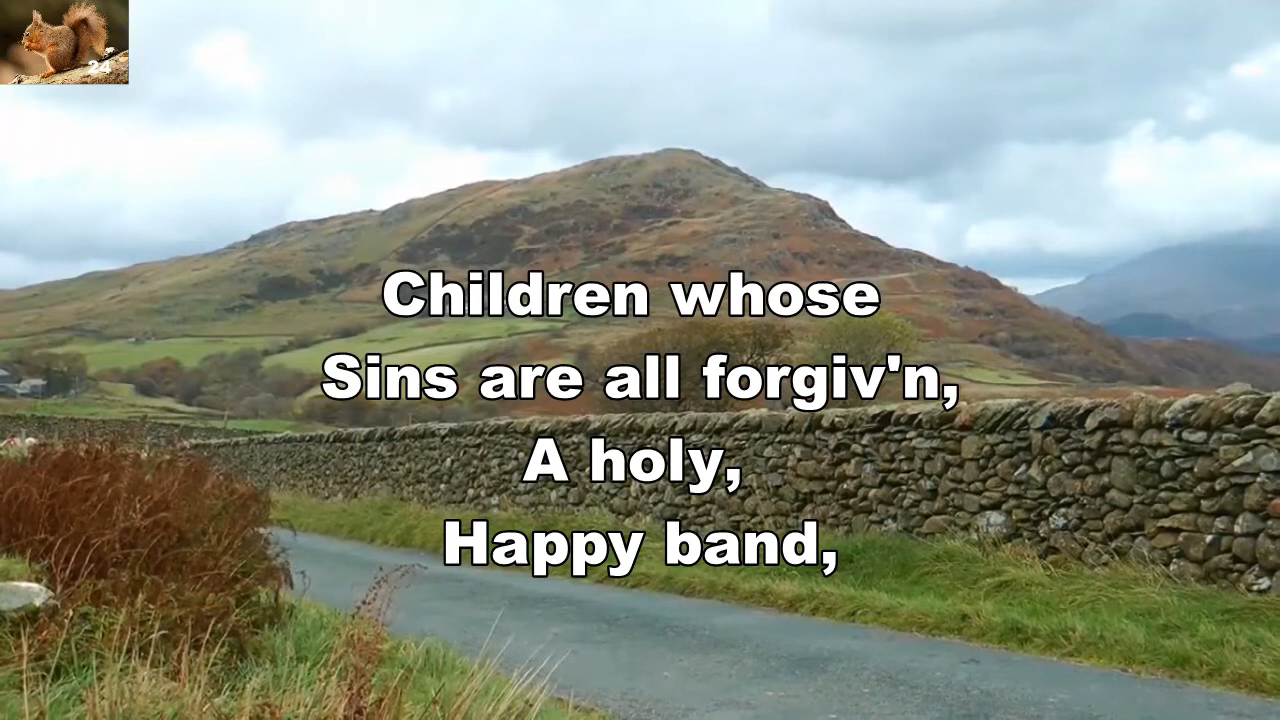 24
Children whose
Sins are all forgiv'n,
A holy,
Happy band,